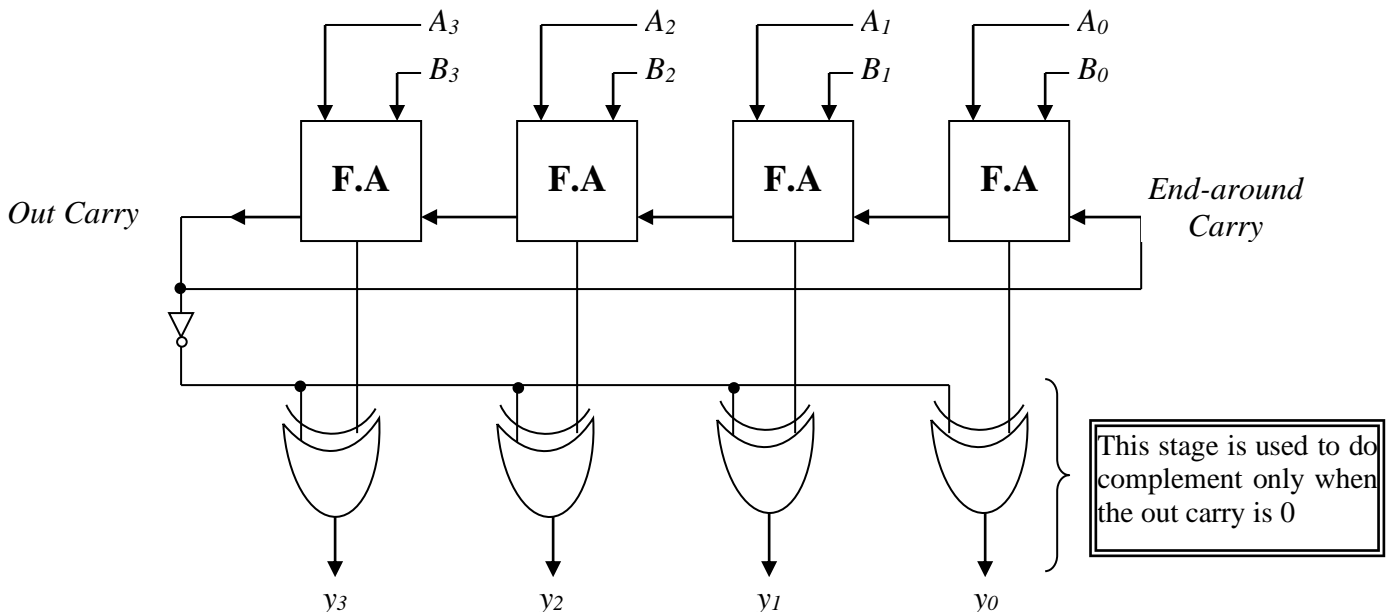 A3 A2 A1 A0
B3 B2 B1 B0
F.A F.A F.A F.A
Out Carry
End-around
Carry
This stage is used to do
complement only when
the out carry is 0
y3 y2 y1 y0